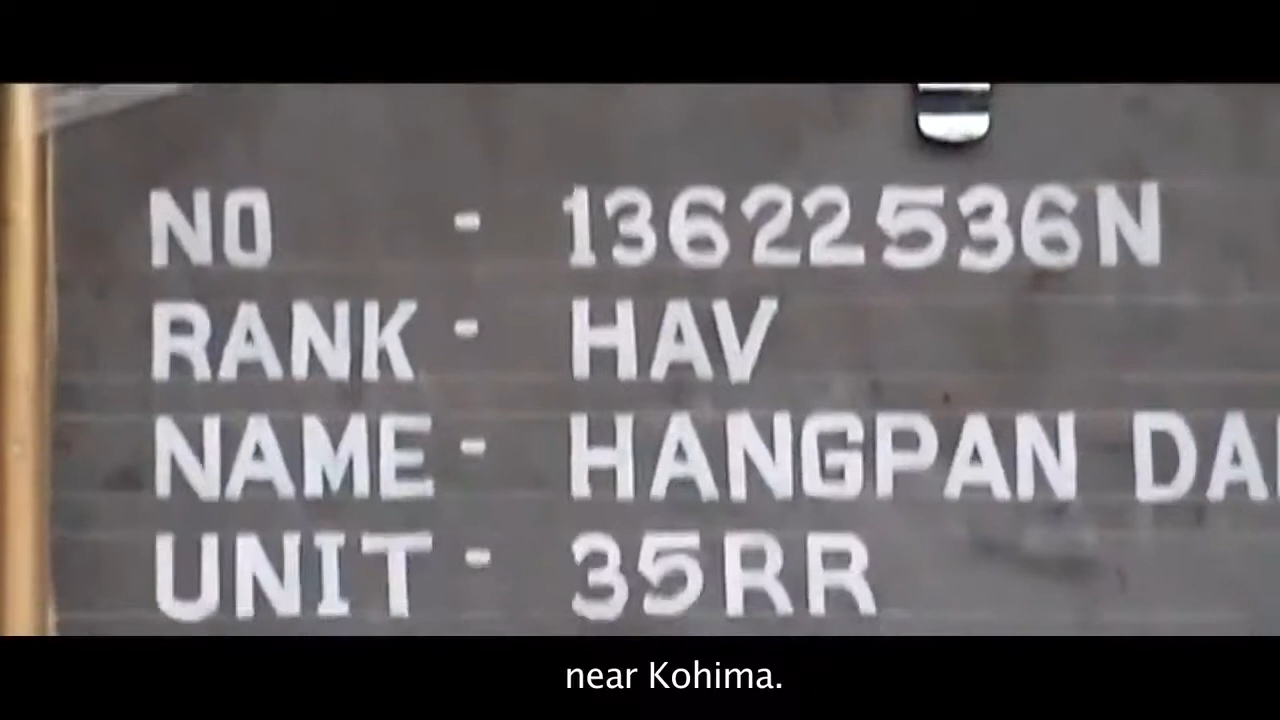 NO - 13622536N
RANK - HAV
NAME - HANGPAN
UNIT - 35RR
near Kohima.